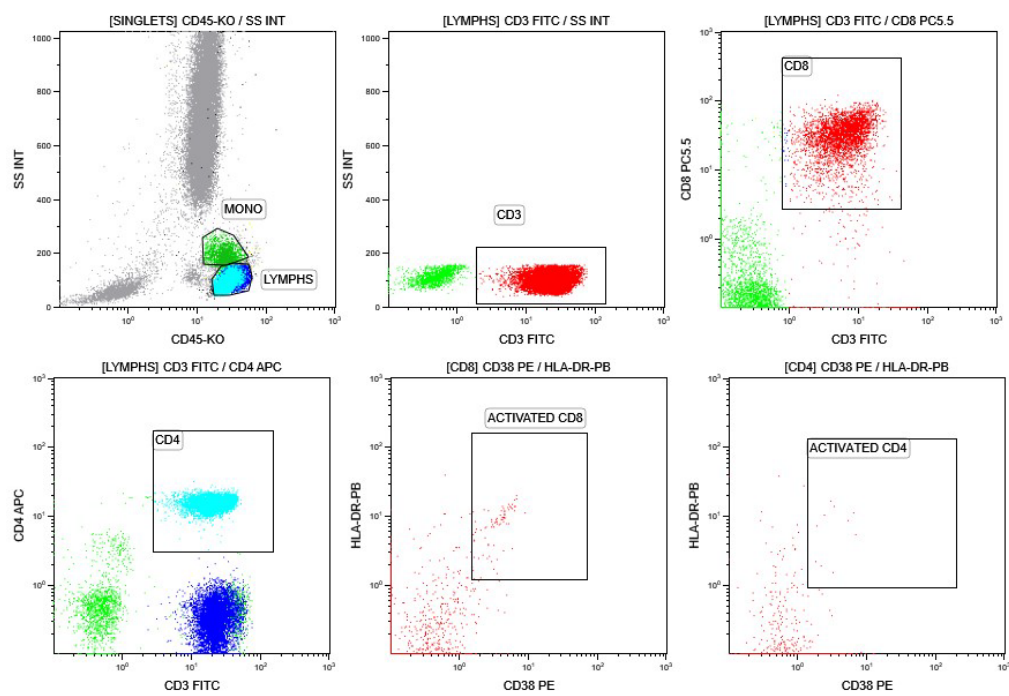 [SINGLETS] CD45-KO / SS INT
[LYMPHS] CD3 FITC / SS INT
[LYMPHS] CD3 FITC / CD8 PC5.5
1000
800
600
400
200
0
SS INT
MONO
LYMPHS
10⁰
10¹
10²
10³
CD45-KO
1000
800
600
400
200
0
SS INT
CD3
10⁰
10¹
10²
10³
CD3 FITC
10³
10²
10¹
10⁰
CD8 PC5.5
CD8
10⁰
10¹
10²
10³
CD3 FITC
[LYMPHS] CD3 FITC / CD4 APC
[CD8] CD38 PE / HLA-DR-PB
[CD4] CD38 PE / HLA-DR-PB
10³
10²
10¹
10⁰
CD4 APC
CD4
10⁰
10¹
10²
10³
CD3 FITC
10³
10²
10¹
10⁰
HLA-DR-PB
ACTIVATED CD8
10⁰
10¹
10²
10³
CD38 PE
10³
10²
10¹
10⁰
HLA-DR-PB
ACTIVATED CD4
10⁰
10¹
10²
10³
CD38 PE